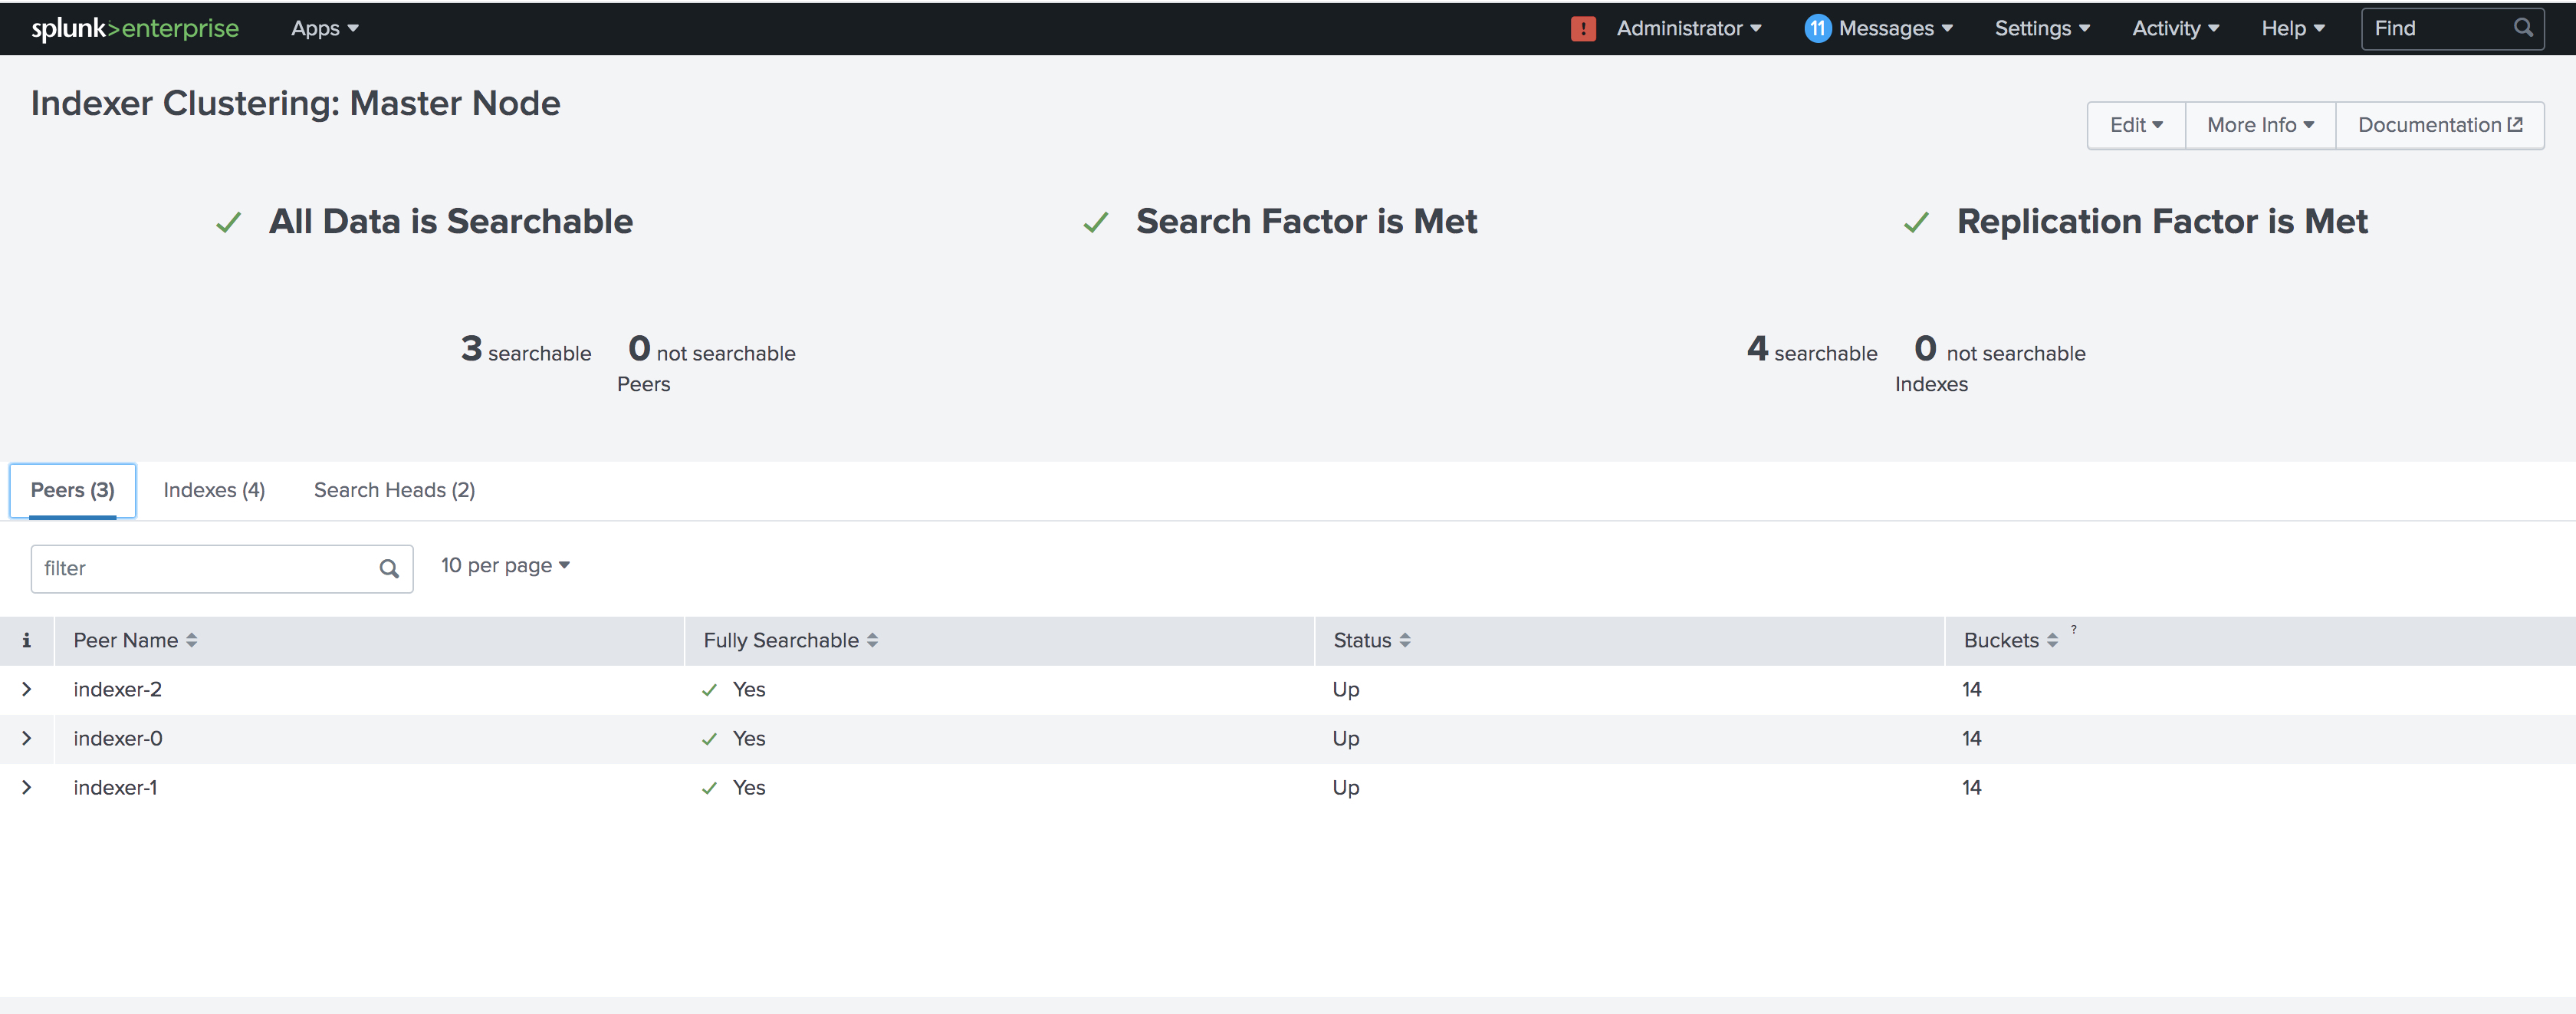 splunk>enterprise Apps ! Administrator 11 Messages Settings Activity Help Find
Indexer Clustering: Master Node
Edit More Info Documentation
All Data is Searchable Search Factor is Met Replication Factor is Met
3 searchable 0 not searchable 4 searchable 0 not searchable
Peers Indexes
Peers (3) Indexes (4) Search Heads (2)
filter 10 per page
i Peer Name Fully Searchable Status Buckets ?
indexer-2 Yes Up 14
indexer-0 Yes Up 14
indexer-1 Yes Up 14